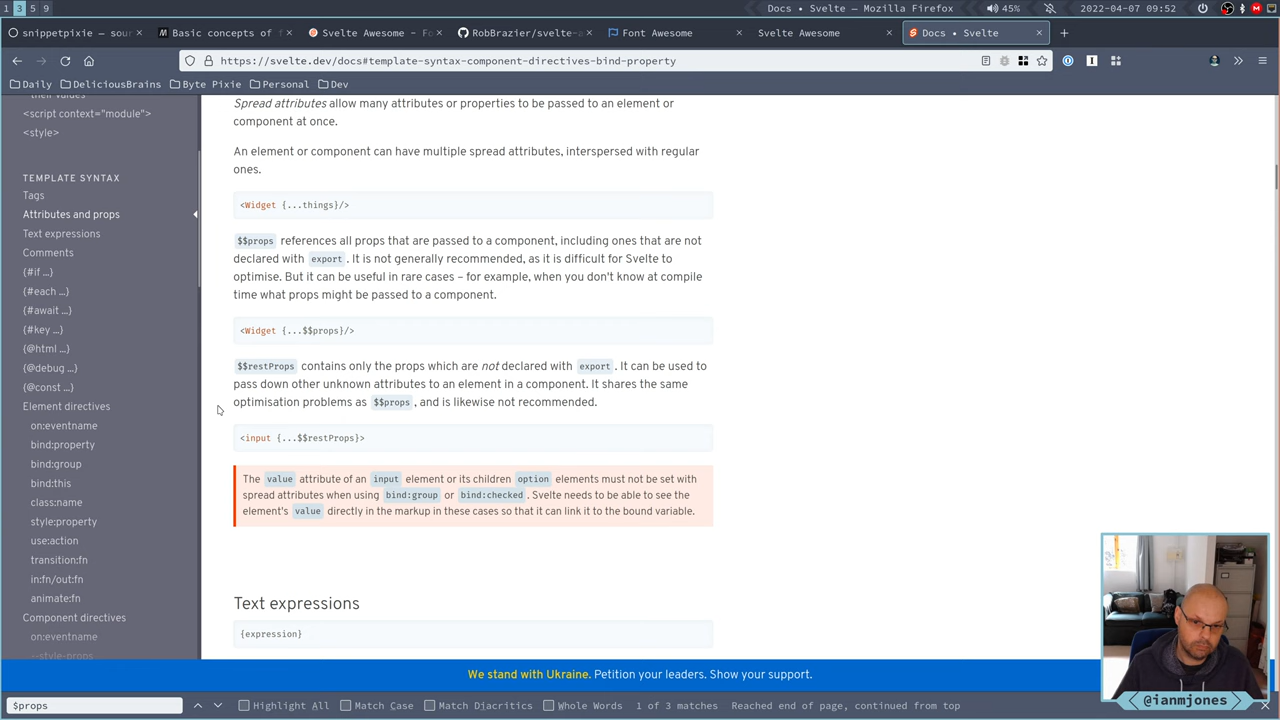 1 3 5 9
Docs • Svelte — Mozilla Firefox
45%
2022-04-07 09:52
snippetpixie — sour
Basic concepts of f
Svelte Awesome - Fo
RobBrazier/svelte-a
Font Awesome
Svelte Awesome
Docs • Svelte
https://svelte.dev/docs#template-syntax-component-directives-bind-property
Daily
DeliciousBrains
Byte Pixie
Personal
Dev
their values
<script context="module">
<style>
TEMPLATE SYNTAX
Tags
Attributes and props
Text expressions
Comments
{#if ...}
{#each ...}
{#await ...}
{#key ...}
{@html ...}
{@debug ...}
{@const ...}
Element directives
on:eventname
bind:property
bind:group
bind:this
class:name
style:property
use:action
transition:fn
in:fn/out:fn
animate:fn
Component directives
on:eventname
--style-props
Spread attributes allow many attributes or properties to be passed to an element or
component at once.
An element or component can have multiple spread attributes, interspersed with regular
ones.
<Widget {...things}/>
$$props references all props that are passed to a component, including ones that are not
declared with export. It is not generally recommended, as it is difficult for Svelte to
optimise. But it can be useful in rare cases – for example, when you don't know at compile
time what props might be passed to a component.
<Widget {...$$props}/>
$$restProps contains only the props which are not declared with export. It can be used to
pass down other unknown attributes to an element in a component. It shares the same
optimisation problems as $$props, and is likewise not recommended.
<input {...$$restProps}>
The value attribute of an input element or its children option elements must not be set with
spread attributes when using bind:group or bind:checked. Svelte needs to be able to see the
element's value directly in the markup in these cases so that it can link it to the bound variable.
Text expressions
{expression}
We stand with Ukraine. Petition your leaders. Show your support.
@ianmjones
$props
Highlight All
Match Case
Match Diacritics
Whole Words
1 of 3 matches
Reached end of page, continued from top